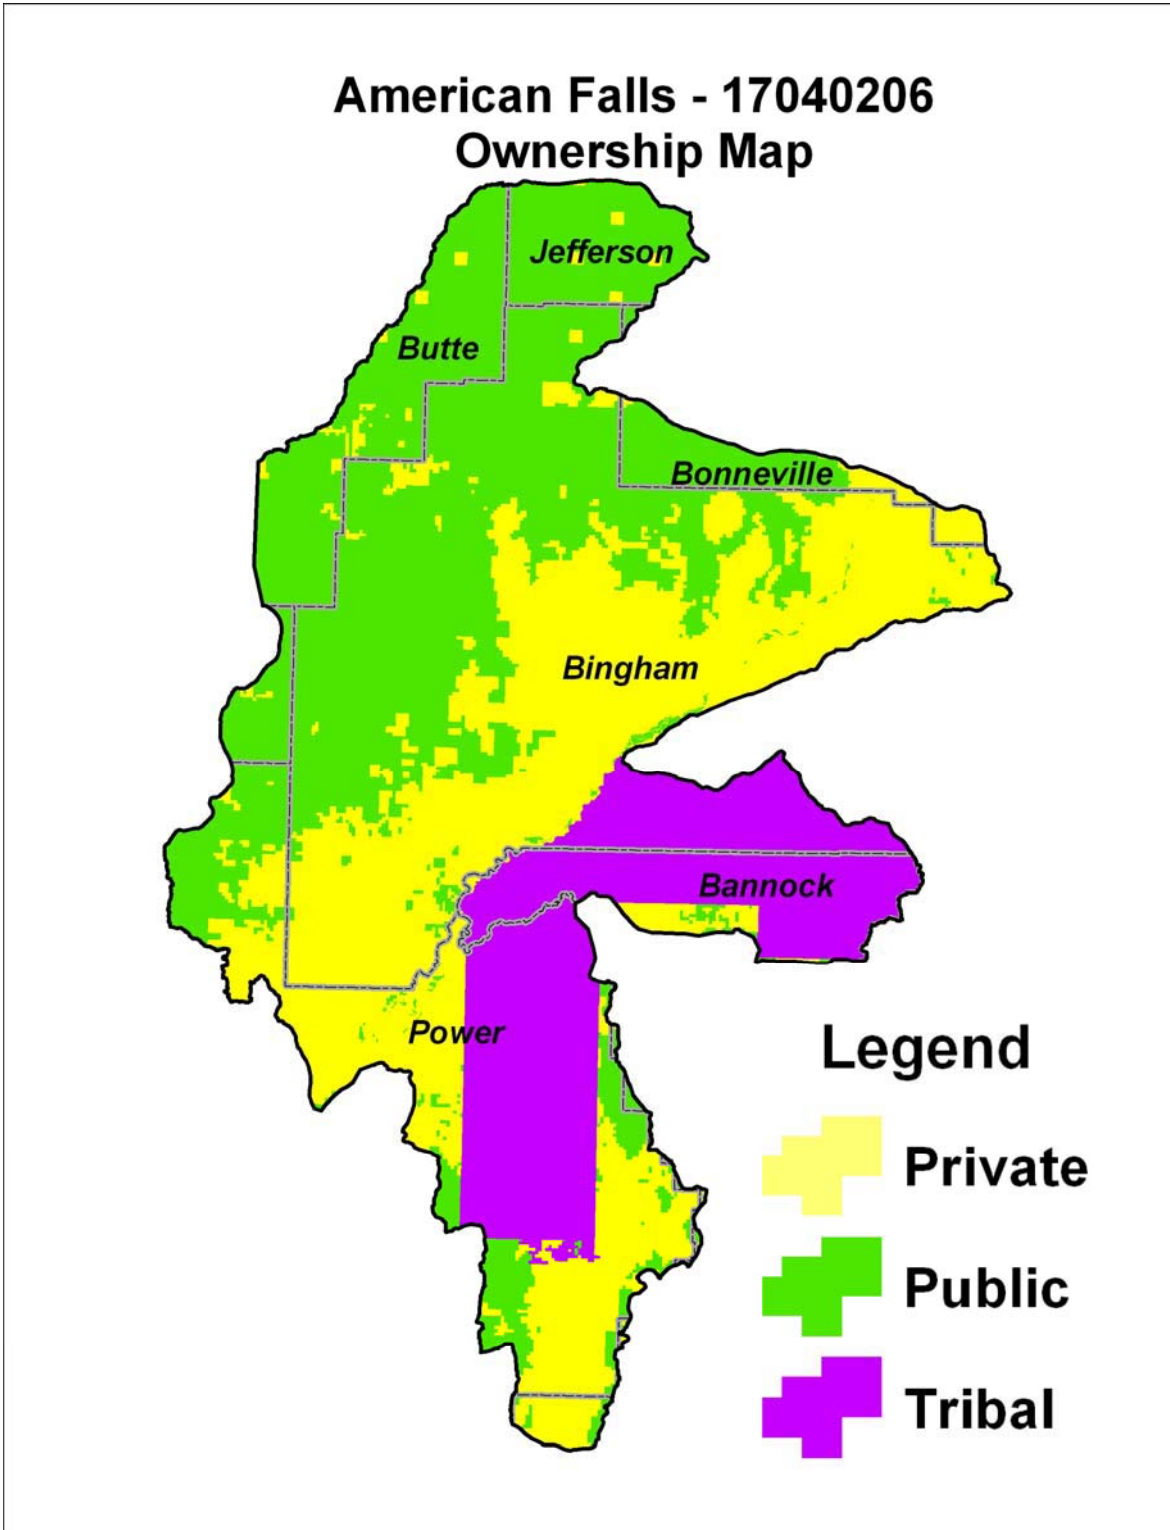 American Falls - 17040206
Ownership Map
Jefferson
Butte
Bonneville
Bingham
Bannock
Power
Legend
Private
Public
Tribal